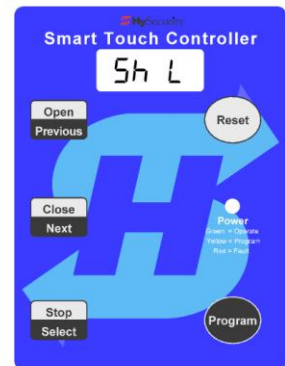 HySecurity
Smart Touch Controller
Sh L
Open
Previous
Reset
Close
Next
Power
Green = Operate
Yellow = Program
Red = Fault
Stop
Select
Program